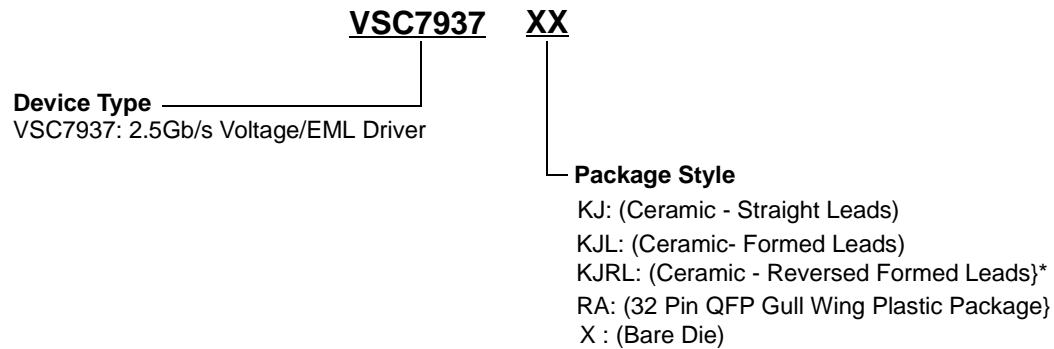 VSC7937 XX
Device Type
VSC7937: 2.5Gb/s Voltage/EML Driver
Package Style
KJ: (Ceramic - Straight Leads)
KJL: (Ceramic- Formed Leads)
KJRL: (Ceramic - Reversed Formed Leads}*
RA: (32 Pin QFP Gull Wing Plastic Package}
X : (Bare Die)